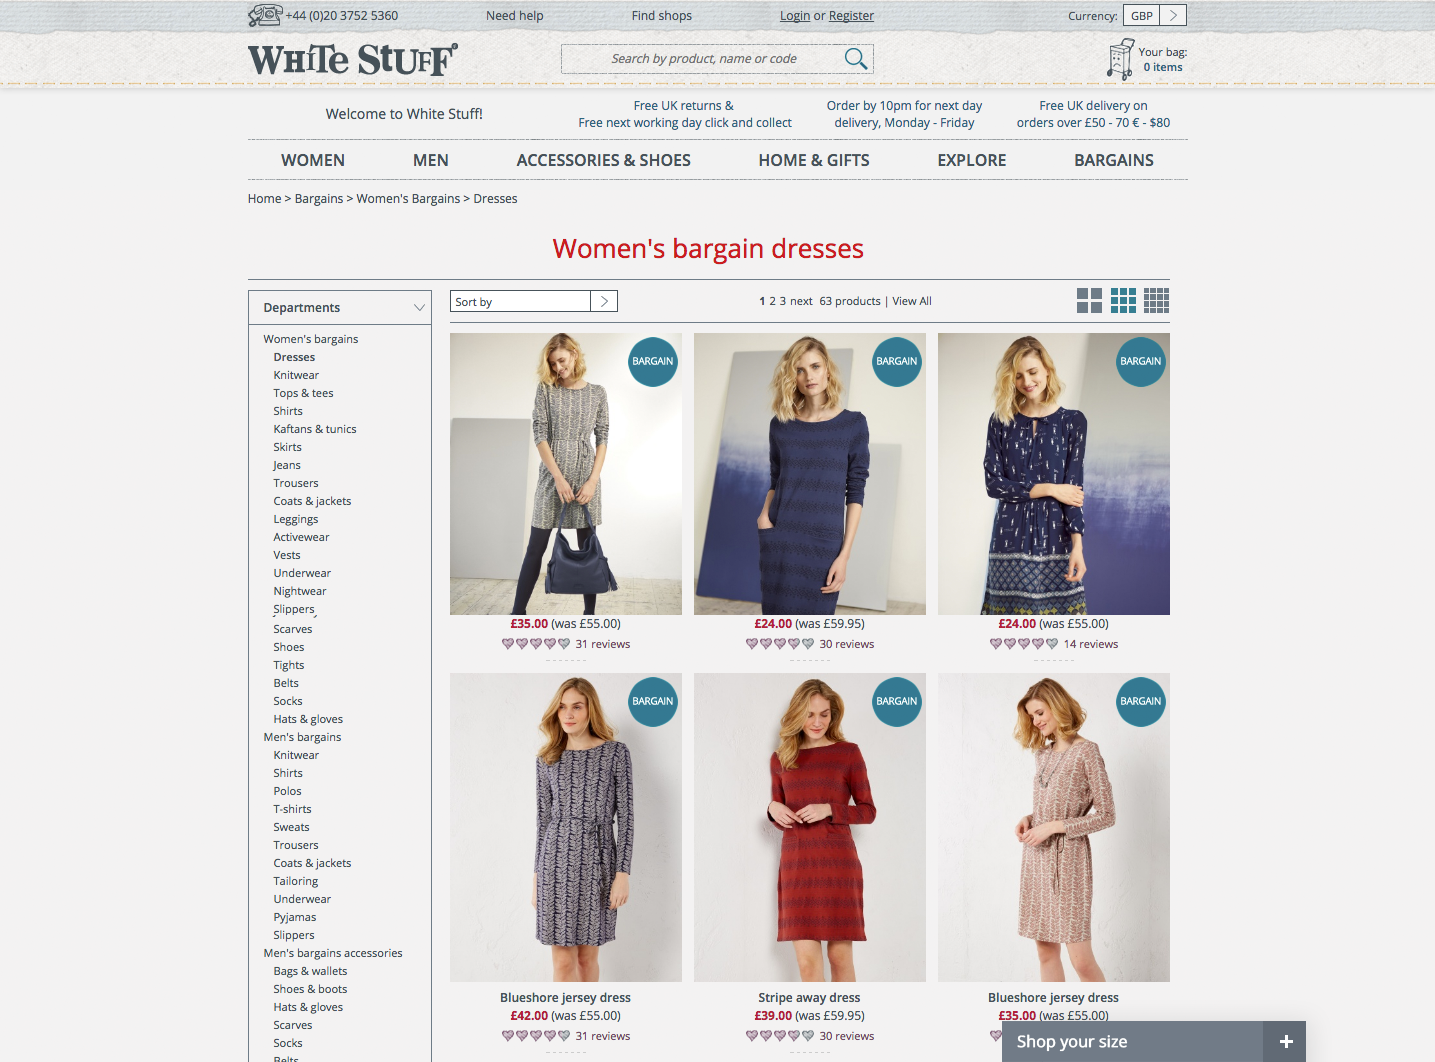 +44 (0)20 3752 5360
Need help
Find shops
Login or Register
Currency:
GBP
WHITE STUFF
Search by product, name or code
Your bag:
0 items
Welcome to White Stuff!
Free UK returns &
Free next working day click and collect
Order by 10pm for next day
delivery, Monday - Friday
Free UK delivery on
orders over £50 - 70 € - $80
WOMEN
MEN
ACCESSORIES & SHOES
HOME & GIFTS
EXPLORE
BARGAINS
Home > Bargains > Women's Bargains > Dresses
Women's bargain dresses
Departments
Women's bargains
Dresses
Knitwear
Tops & tees
Shirts
Kaftans & tunics
Skirts
Jeans
Trousers
Coats & jackets
Leggings
Activewear
Vests
Underwear
Nightwear
Slippers
Scarves
Shoes
Tights
Belts
Socks
Hats & gloves
Men's bargains
Knitwear
Shirts
Polos
T-shirts
Sweats
Trousers
Coats & jackets
Tailoring
Underwear
Pyjamas
Slippers
Men's bargains accessories
Bags & wallets
Shoes & boots
Hats & gloves
Scarves
Socks
Belts
Sort by
1 2 3 next 63 products | View All
BARGAIN
BARGAIN
BARGAIN
£35.00 (was £55.00)
31 reviews
£24.00 (was £59.95)
30 reviews
£24.00 (was £55.00)
14 reviews
BARGAIN
BARGAIN
BARGAIN
Blueshore jersey dress
£42.00 (was £55.00)
31 reviews
Stripe away dress
£39.00 (was £59.95)
30 reviews
Blueshore jersey dress
£35.00 (was £55.00)
Shop your size +